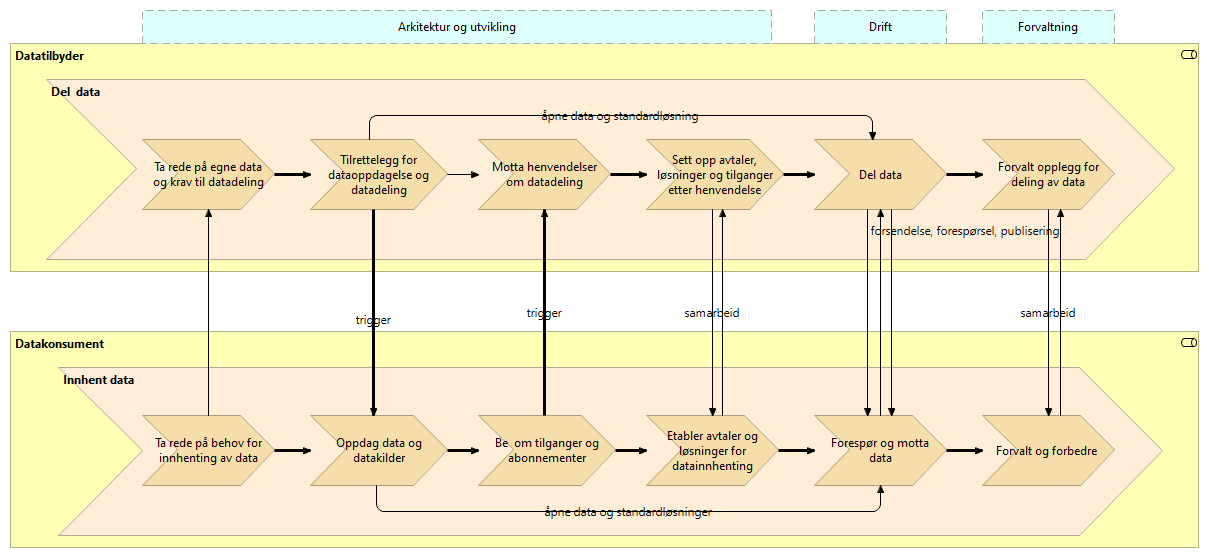 Arkitektur og utvikling
Drift
Forvaltning
Datatilbyder
Del data
åpne data og standardløsning
Ta rede på egne data
og krav til datadeling
Tilrettelegg for
dataoppdagelse og
datadeling
Motta henvendelser
om datadeling
Sett opp avtaler,
løsninger og tilganger
etter henvendelse
Del data
Forvalt opplegg for
deling av data
forsendelse, forespørsel, publisering
trigger
trigger
samarbeid
samarbeid
Datakonsument
Innhent data
Ta rede på behov for
innhenting av data
Oppdag data og
datakilder
Be om tilganger og
abonnementer
Etabler avtaler og
løsninger for
datainnhenting
Forespør og motta
data
Forvalt og forbedre
åpne data og standardløsninger